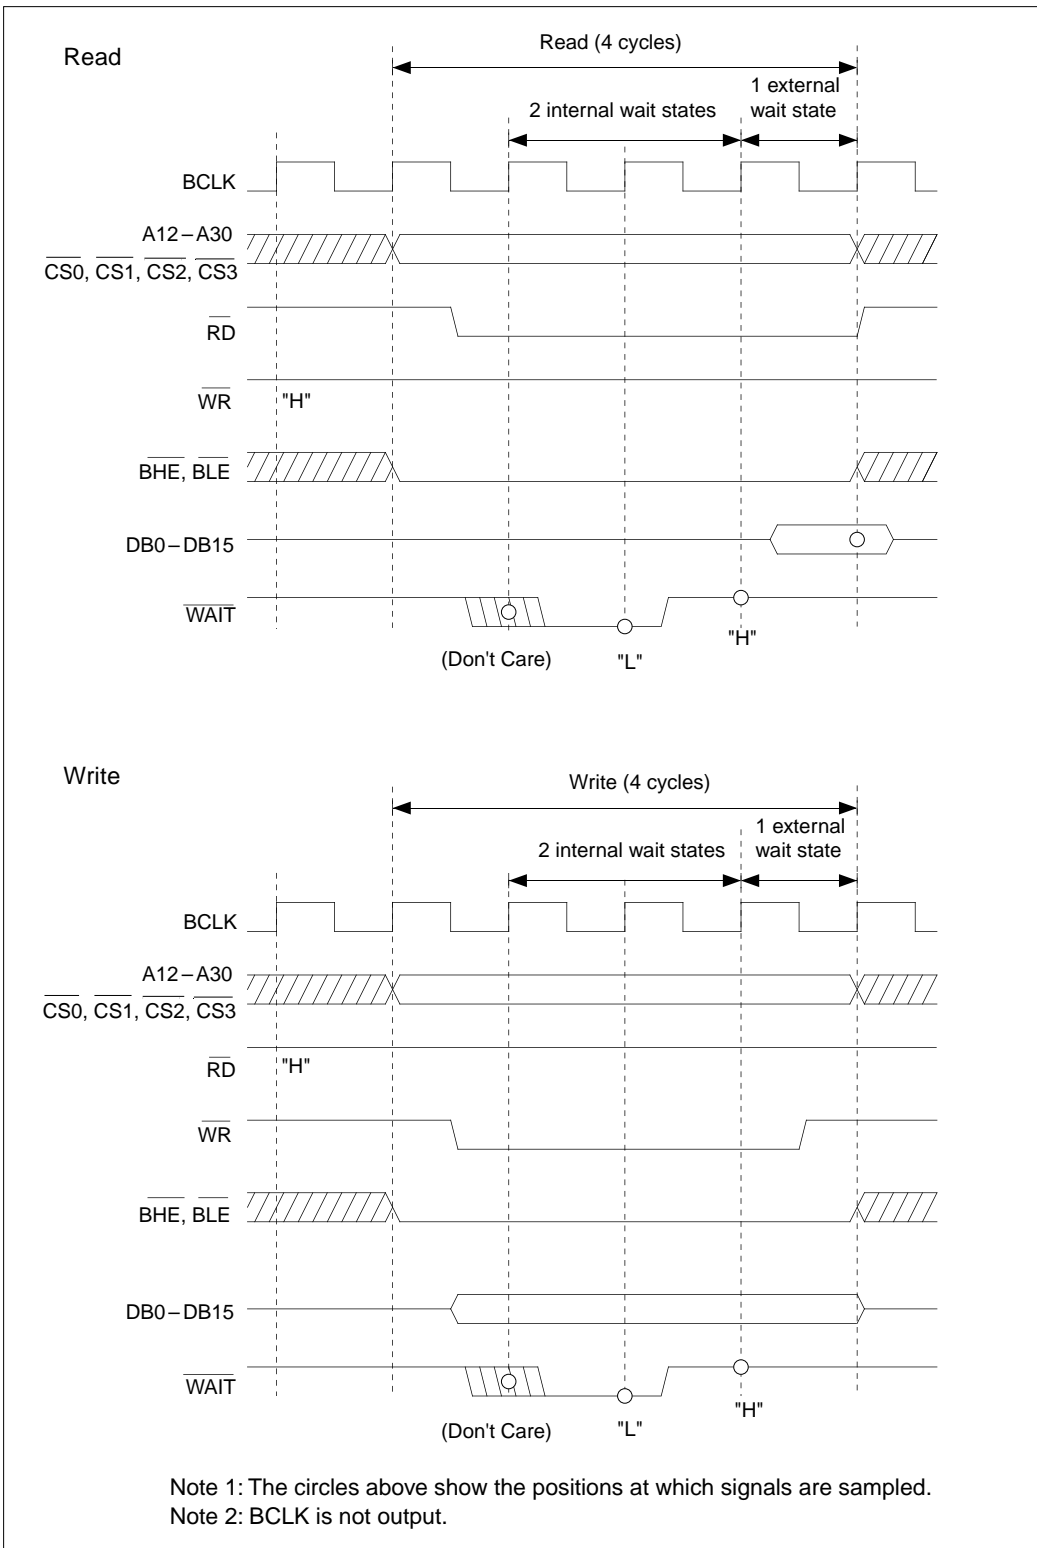 Read
Read (4 cycles)
1 external
2 internal wait states
wait state
BCLK
A12–A30
CS0, CS1, CS2, CS3
RD
WR
"H"
BHE, BLE
DB0–DB15
WAIT
(Don't Care)
"L"
"H"
Write
Write (4 cycles)
1 external
2 internal wait states
wait state
BCLK
A12–A30
CS0, CS1, CS2, CS3
RD
"H"
WR
BHE, BLE
DB0–DB15
WAIT
(Don't Care)
"L"
"H"
Note 1: The circles above show the positions at which signals are sampled.
Note 2: BCLK is not output.